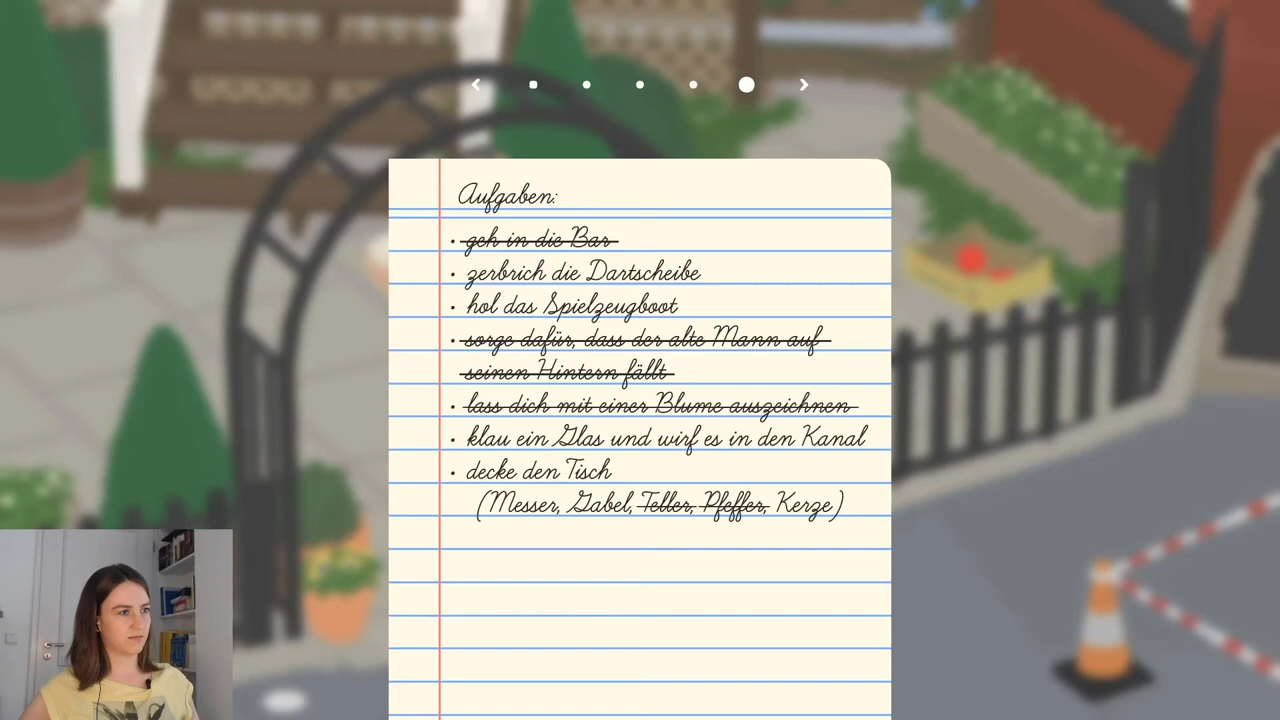 Aufgaben:
• geh in die Bar
• zerbrich die Dartscheibe
• hol das Spielzeugboot
• sorge dafür, dass der alte Mann auf
seinen Hintern fällt
• lass dich mit einer Blume auszeichnen
• klau ein Glas und wirf es in den Kanal
• decke den Tisch
(Messer, Gabel, Teller, Pfeffer, Kerze)